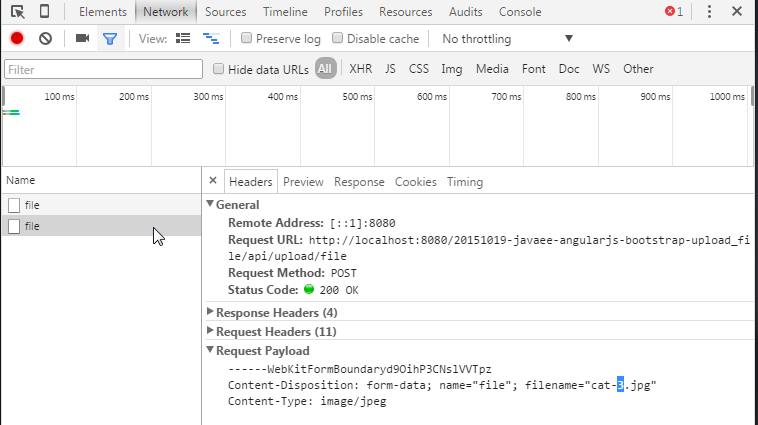 Elements Network Sources Timeline Profiles Resources Audits Console 1
View: Preserve log Disable cache No throttling
Filter Hide data URLs All XHR JS CSS Img Media Font Doc WS Other
100 ms 200 ms 300 ms 400 ms 500 ms 600 ms 700 ms 800 ms 900 ms 1000 ms
Name
file
file
Headers Preview Response Cookies Timing
General
Remote Address: [::1]:8080
Request URL: http://localhost:8080/20151019-javaee-angularjs-bootstrap-upload_fi
le/api/upload/file
Request Method: POST
Status Code: 200 OK
Response Headers (4)
Request Headers (11)
Request Payload
------WebKitFormBoundaryd9OihP3CNslVVTpz
Content-Disposition: form-data; name="file"; filename="cat-3.jpg"
Content-Type: image/jpeg